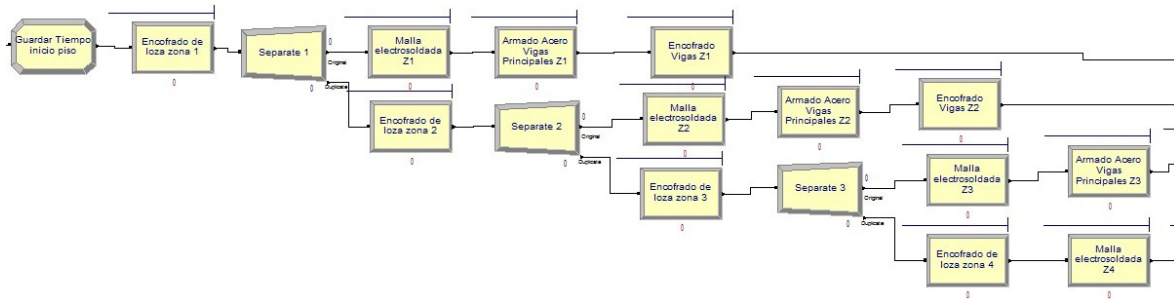 Guardar Tiempo
inicio piso
Encofrado de
loza zona 1
0
Separate 1
0
Original
0
Duplicate
Malla
electrosoldada
Z1
0
Armado Acero
Vigas
Principales Z1
0
Encofrado
Vigas Z1
0
Encofrado de
loza zona 2
0
Separate 2
0
Original
0
Duplicate
Malla
electrosoldada
Z2
0
Armado Acero
Vigas
Principales Z2
0
Encofrado
Vigas Z2
0
Encofrado de
loza zona 3
0
Separate 3
0
Original
0
Duplicate
Malla
electrosoldada
Z3
0
Armado Acero
Vigas
Principales Z3
0
Encofrado de
loza zona 4
0
Malla
electrosoldada
Z4
0